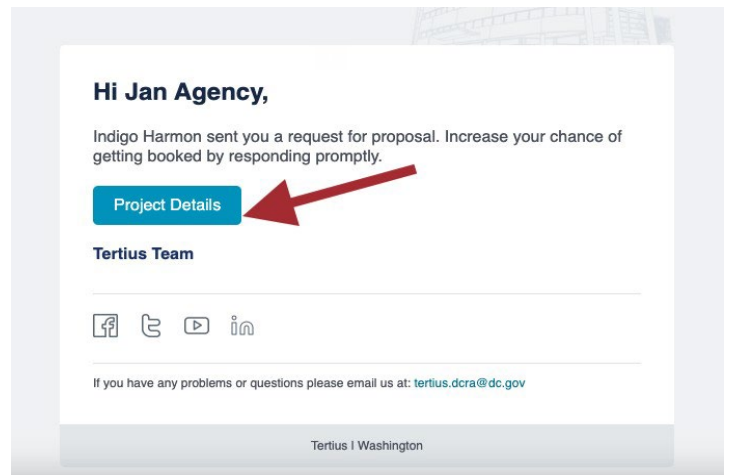 Hi Jan Agency,
Indigo Harmon sent you a request for proposal. Increase your chance of
getting booked by responding promptly.
Project Details
Tertius Team
If you have any problems or questions please email us at: tertius.dcra@dc.gov
Tertius | Washington